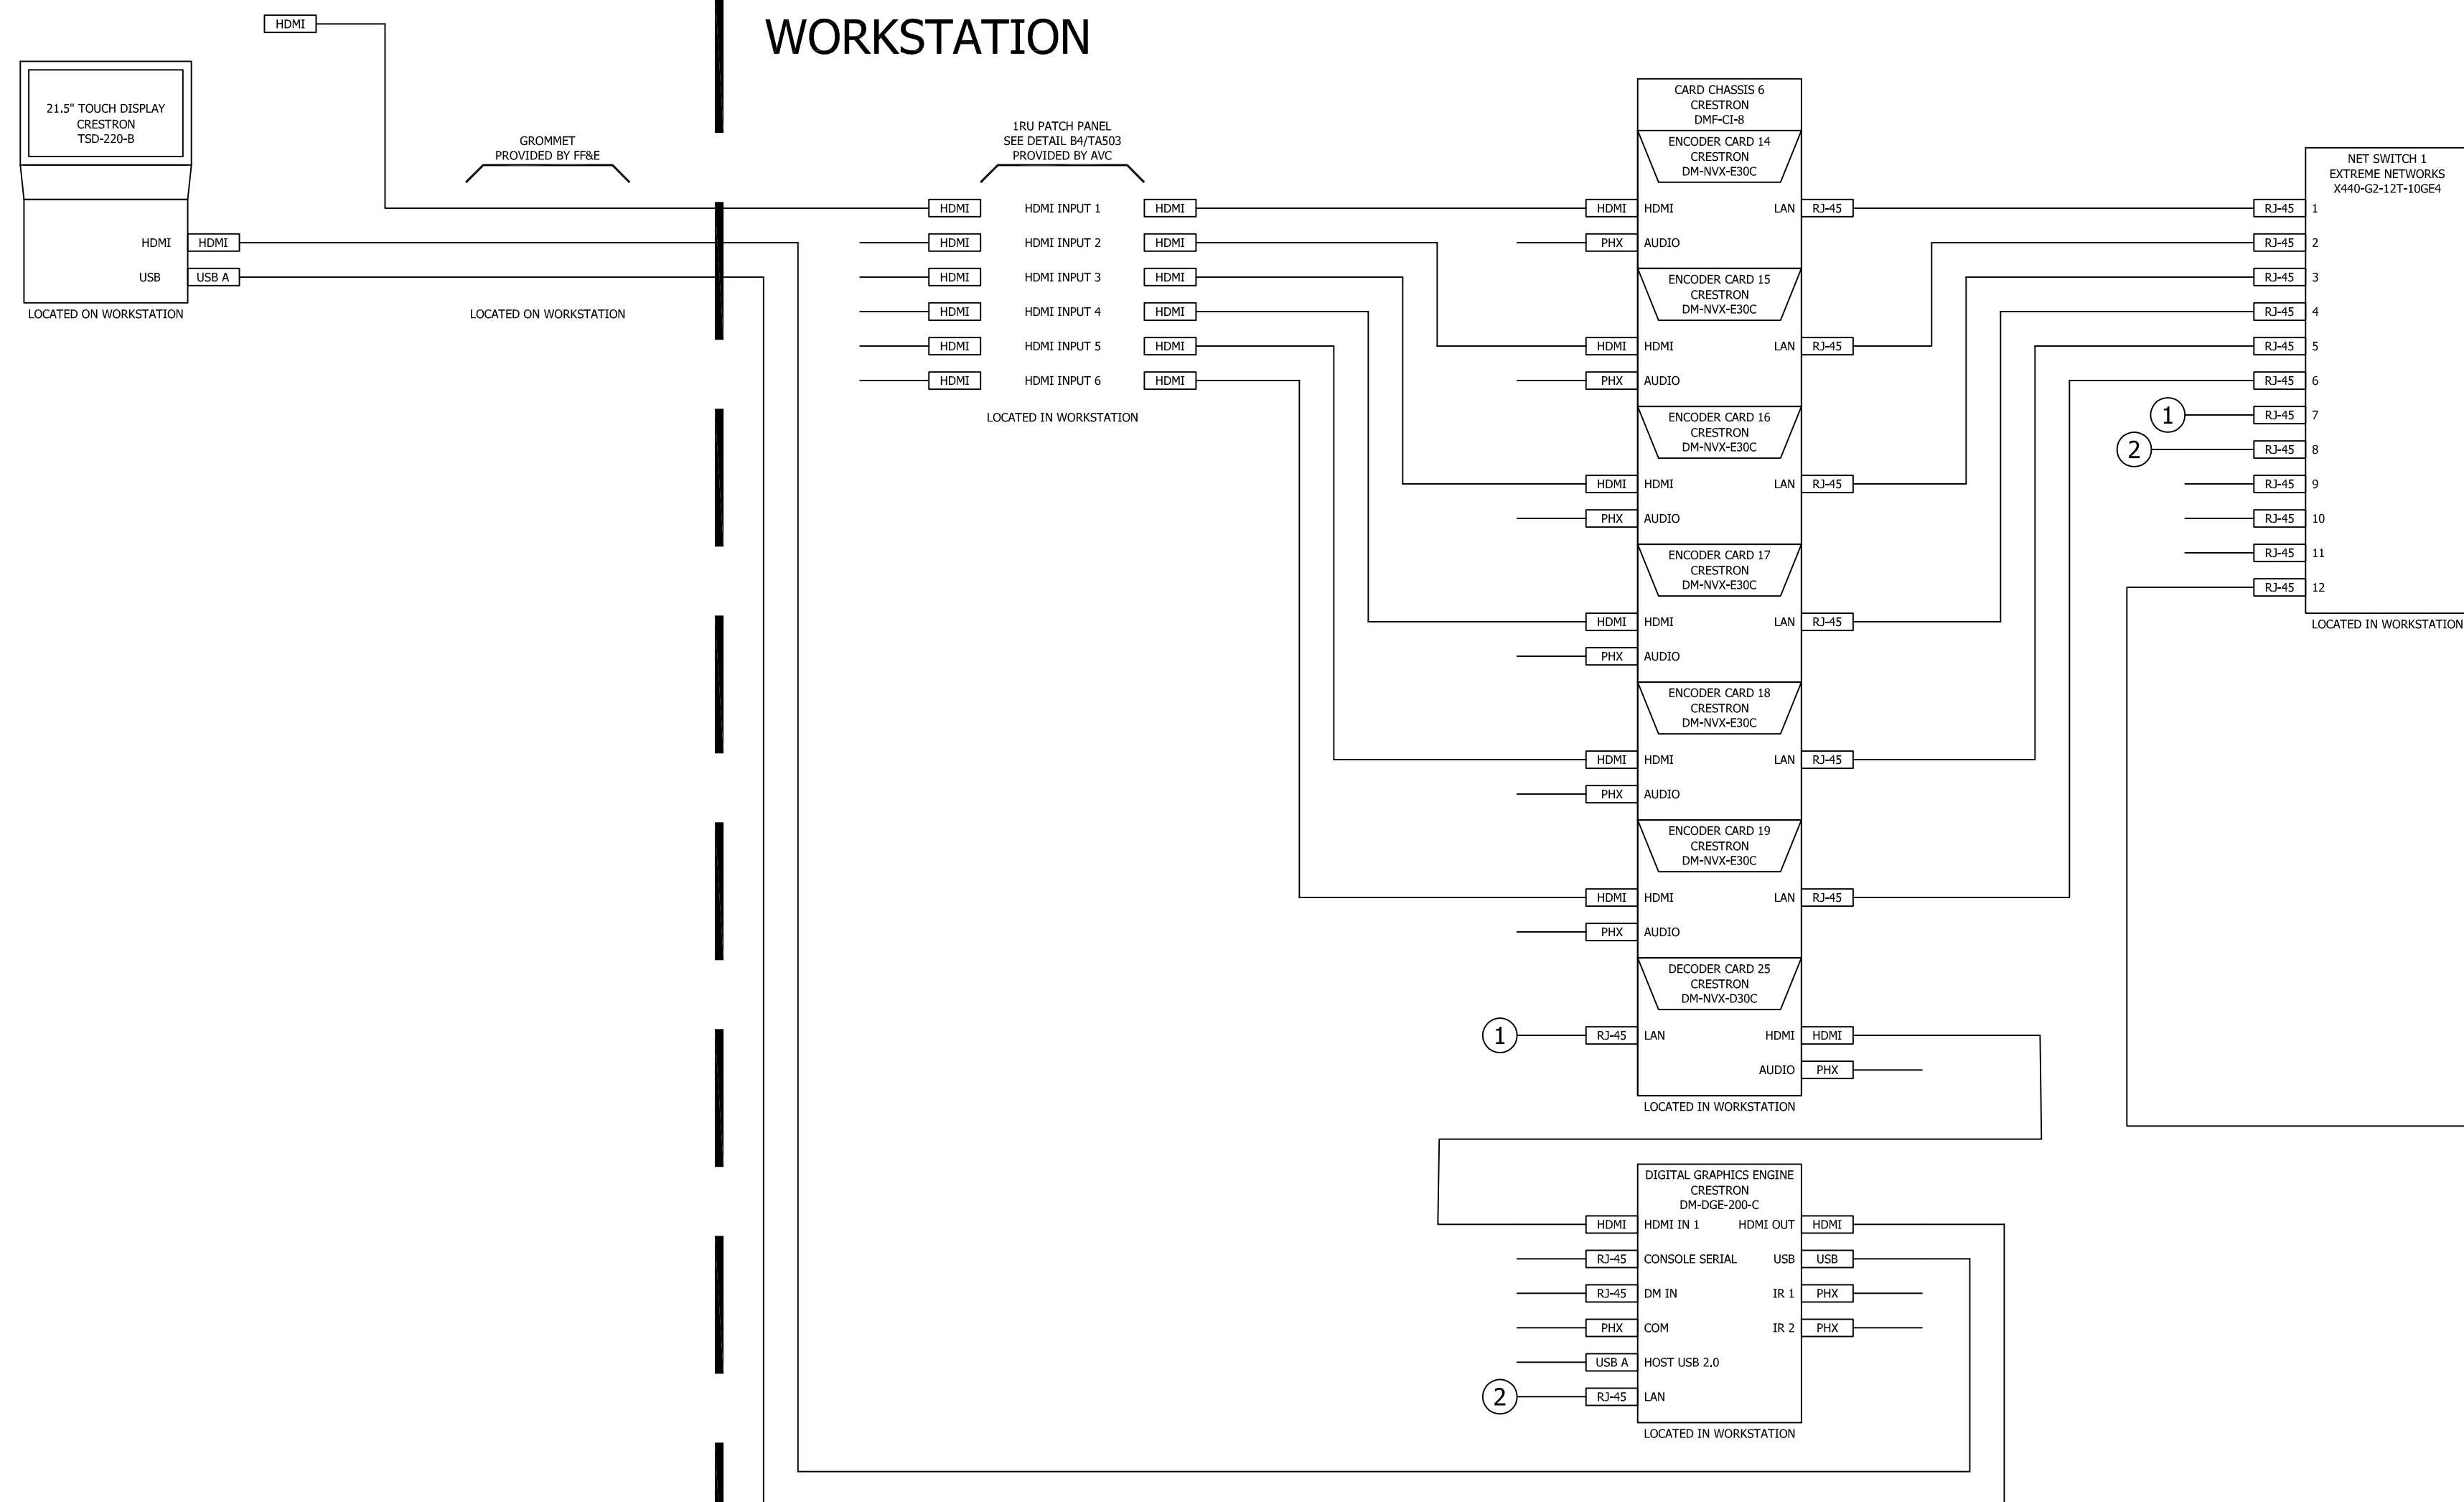 WORKSTATION
HDMI
21.5" TOUCH DISPLAY
CRESTRON
TSD-220-B
HDMI HDMI
USB USB A
LOCATED ON WORKSTATION
GROMMET
PROVIDED BY FF&E
LOCATED ON WORKSTATION
1RU PATCH PANEL
SEE DETAIL B4/TA503
PROVIDED BY AVC
HDMI HDMI INPUT 1 HDMI
HDMI HDMI INPUT 2 HDMI
HDMI HDMI INPUT 3 HDMI
HDMI HDMI INPUT 4 HDMI
HDMI HDMI INPUT 5 HDMI
HDMI HDMI INPUT 6 HDMI
LOCATED IN WORKSTATION
CARD CHASSIS 6
CRESTRON
DMF-CI-8
ENCODER CARD 14
CRESTRON
DM-NVX-E30C
HDMI HDMI LAN RJ-45
PHX AUDIO
ENCODER CARD 15
CRESTRON
DM-NVX-E30C
HDMI HDMI LAN RJ-45
PHX AUDIO
ENCODER CARD 16
CRESTRON
DM-NVX-E30C
HDMI HDMI LAN RJ-45
PHX AUDIO
ENCODER CARD 17
CRESTRON
DM-NVX-E30C
HDMI HDMI LAN RJ-45
PHX AUDIO
ENCODER CARD 18
CRESTRON
DM-NVX-E30C
HDMI HDMI LAN RJ-45
PHX AUDIO
ENCODER CARD 19
CRESTRON
DM-NVX-E30C
HDMI HDMI LAN RJ-45
PHX AUDIO
DECODER CARD 25
CRESTRON
DM-NVX-D30C
1 RJ-45 LAN HDMI HDMI
AUDIO PHX
LOCATED IN WORKSTATION
DIGITAL GRAPHICS ENGINE
CRESTRON
DM-DGE-200-C
HDMI HDMI IN 1 HDMI OUT HDMI
RJ-45 CONSOLE SERIAL USB USB
RJ-45 DM IN IR 1 PHX
PHX COM IR 2 PHX
USB A HOST USB 2.0
2 RJ-45 LAN
LOCATED IN WORKSTATION
NET SWITCH 1
EXTREME NETWORKS
X440-G2-12T-10GE4
RJ-45 1
RJ-45 2
RJ-45 3
RJ-45 4
RJ-45 5
RJ-45 6
1 RJ-45 7
2 RJ-45 8
RJ-45 9
RJ-45 10
RJ-45 11
RJ-45 12
LOCATED IN WORKSTATION